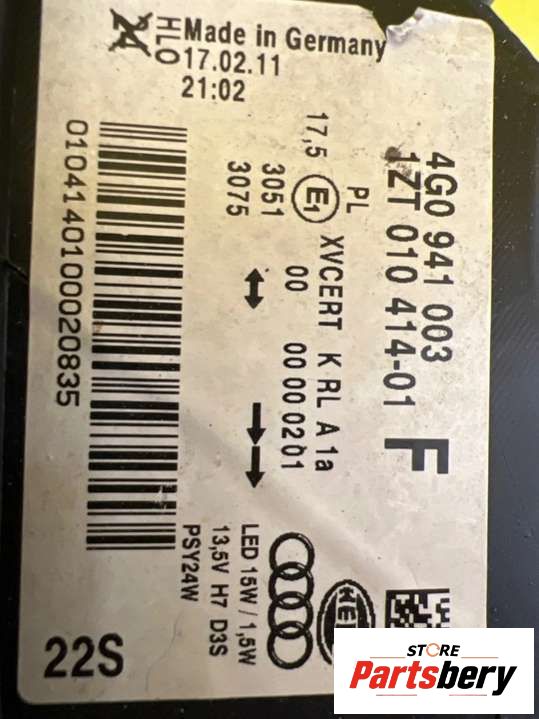 Made in Germany
HLO
17.02.11
21:02
4G0 941 003
1ZT 010 414-01
F
PL
17,5 E1 XVCERT K RL A 1a
3051 00 00 00 0201
3075
LED 15W / 1,5W
13,5V H7 D3S
PSY24W
0104140100020835
22S
STORE
Partsbery